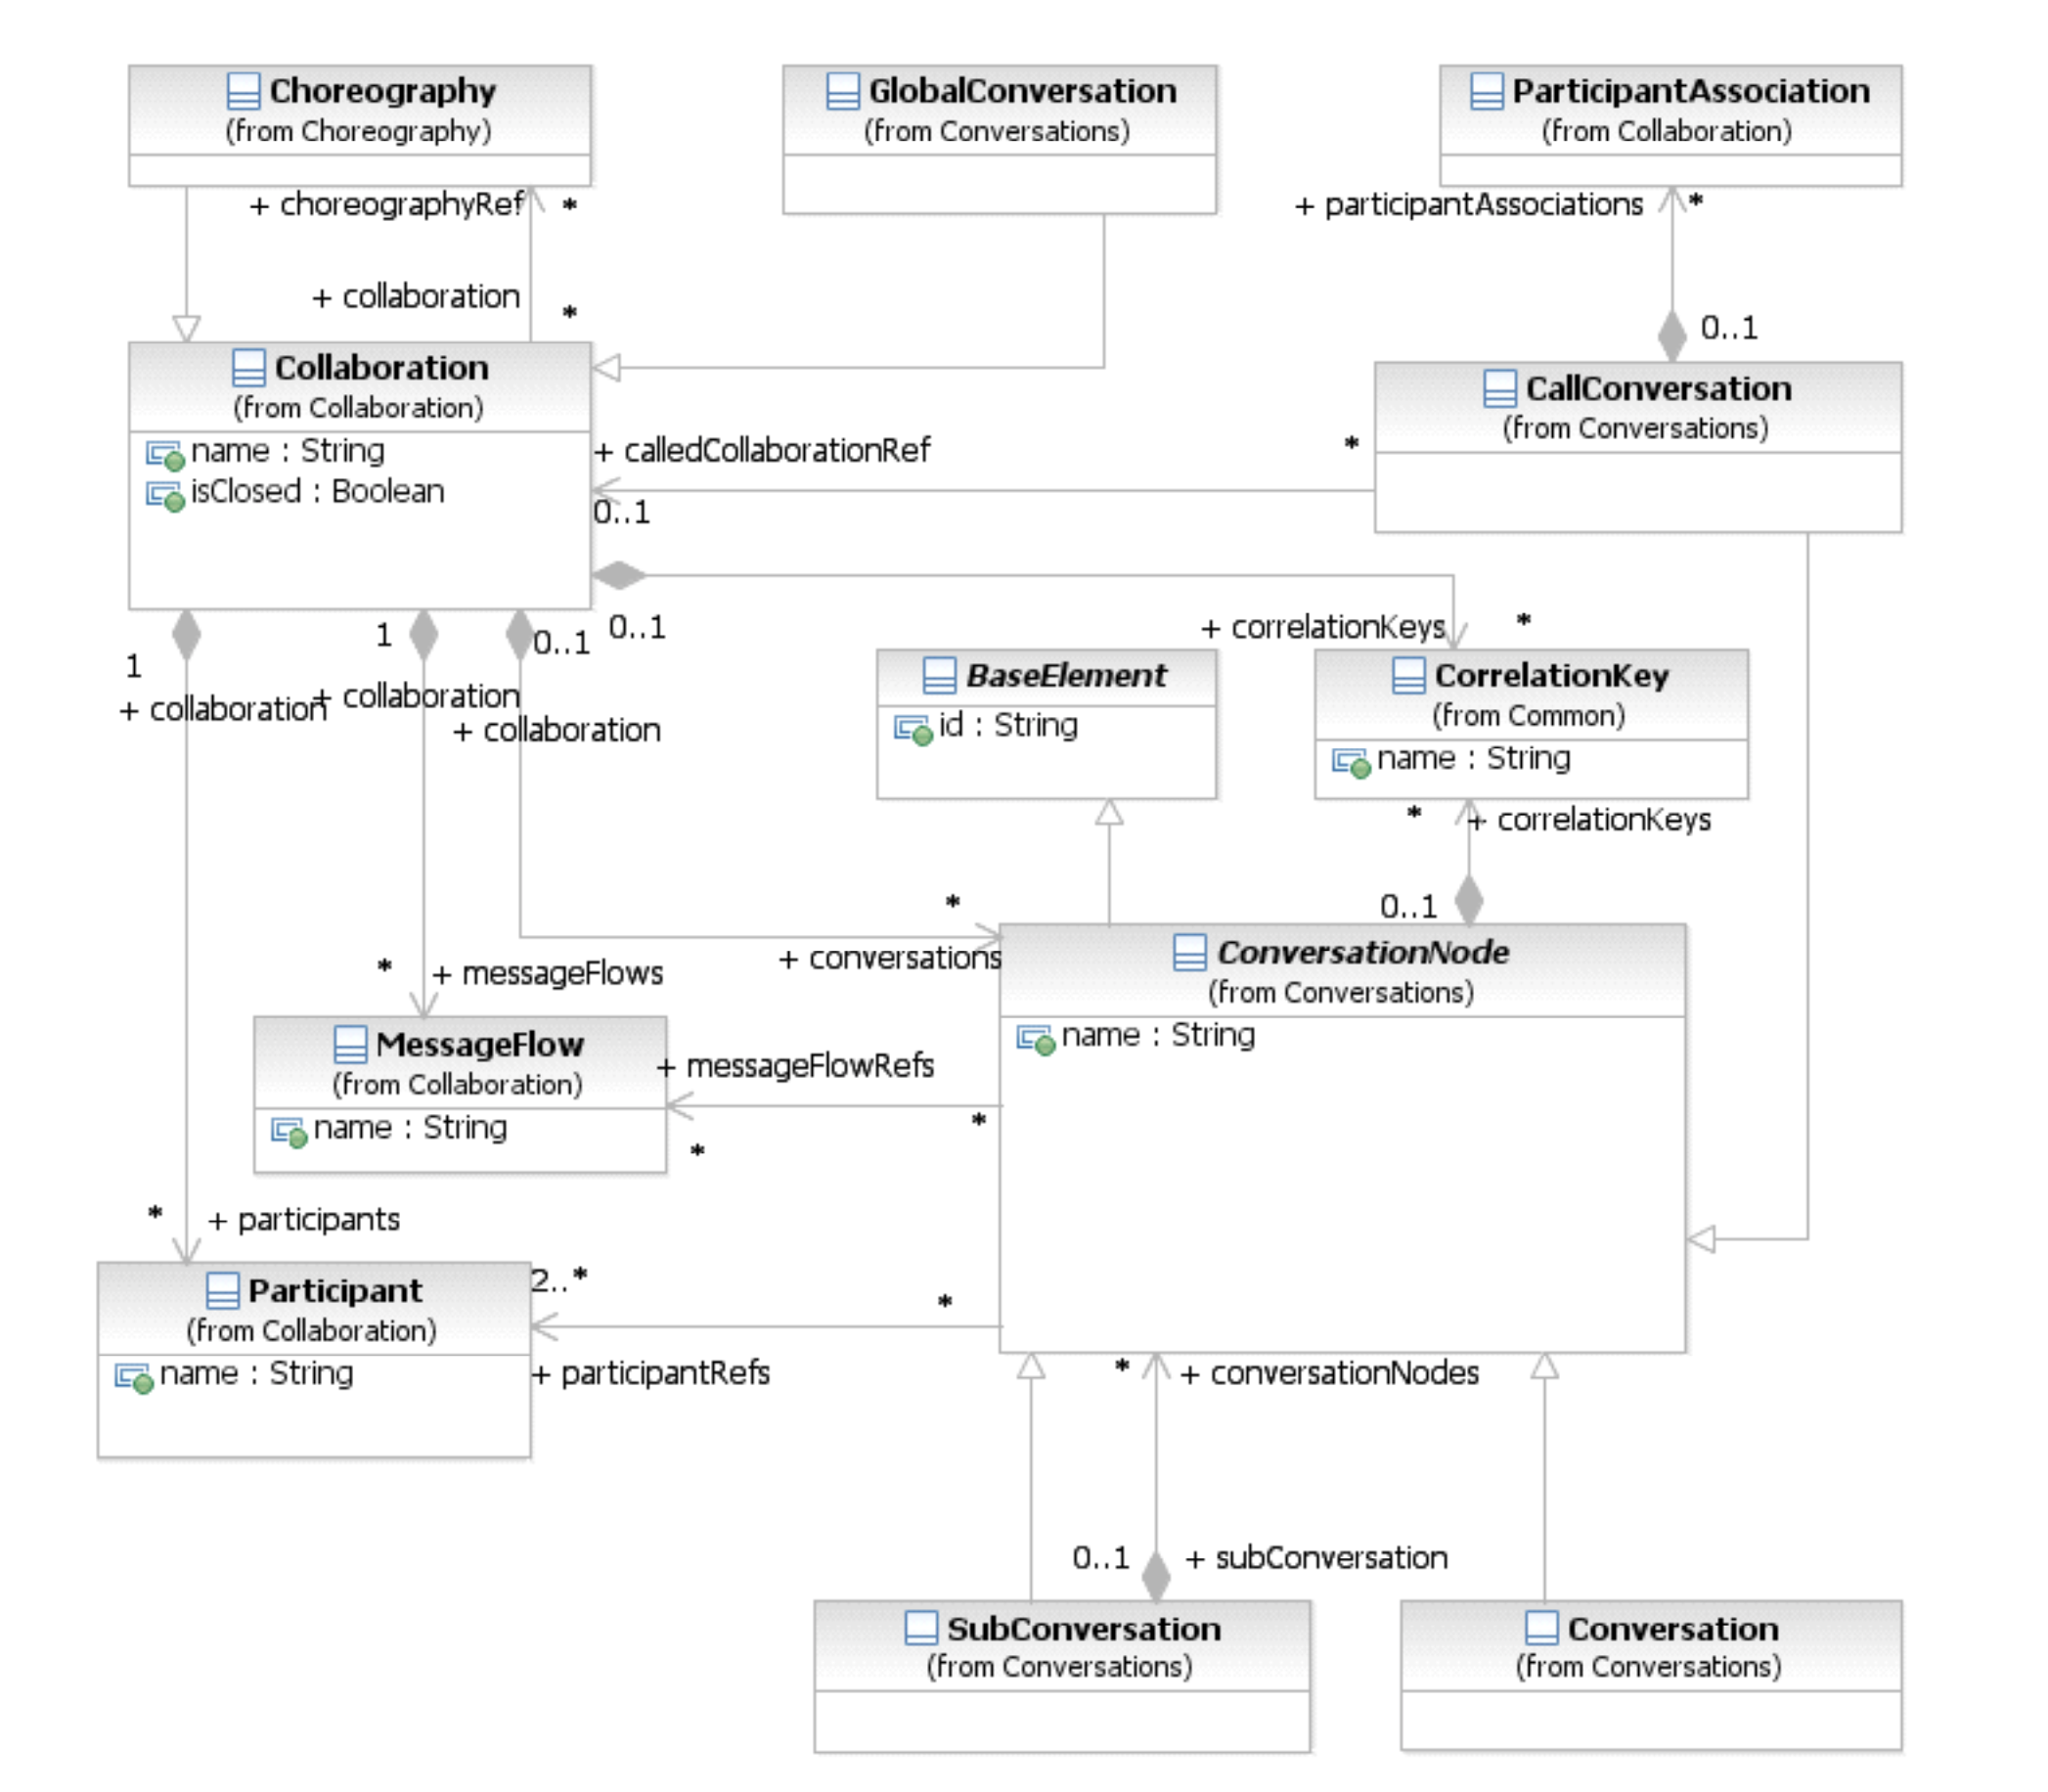 Choreography
(from Choreography)
GlobalConversation
(from Conversations)
ParticipantAssociation
(from Collaboration)
+ choreographyRef
*
+ participantAssociations
*
+ collaboration
*
0..1
Collaboration
(from Collaboration)
name : String
isClosed : Boolean
CallConversation
(from Conversations)
+ calledCollaborationRef
*
0..1
0..1
+ correlationKeys
*
1
+ collaboration
1
+ collaboration
0..1
+ collaboration
BaseElement
id : String
CorrelationKey
(from Common)
name : String
*
+ correlationKeys
0..1
*
+ conversations
ConversationNode
(from Conversations)
name : String
*
+ messageFlows
MessageFlow
(from Collaboration)
name : String
+ messageFlowRefs
*
*
*
+ participants
Participant
(from Collaboration)
name : String
2..*
*
+ participantRefs
*
+ conversationNodes
0..1
+ subConversation
SubConversation
(from Conversations)
Conversation
(from Conversations)